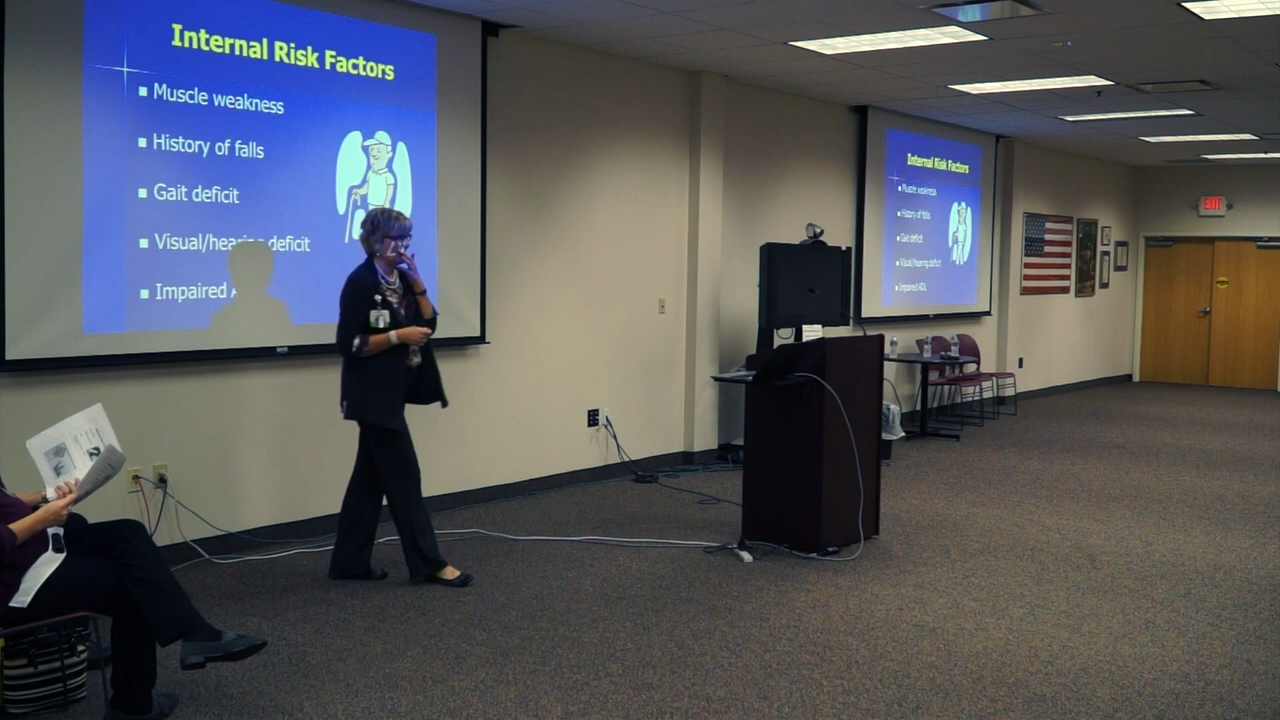 Internal Risk Factors
Muscle weakness
History of falls
Gait deficit
Visual/hearing deficit
Impaired
Internal Risk Factors
Muscle weakness
History of falls
Gait deficit
Visual/hearing deficit
Impaired ADL
EXIT